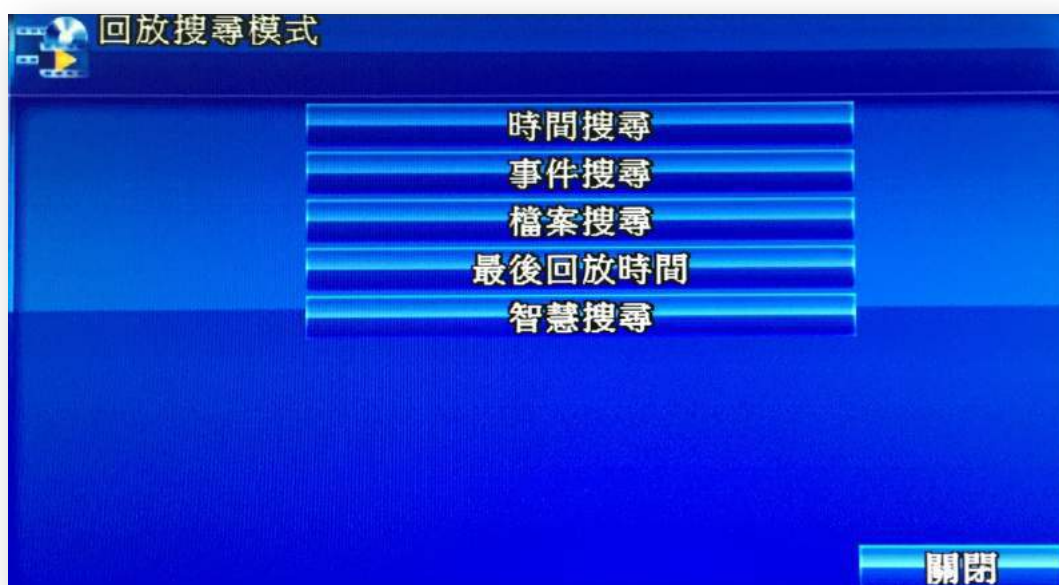 回放搜尋模式
時間搜尋
事件搜尋
檔案搜尋
最後回放時間
智慧搜尋
關閉